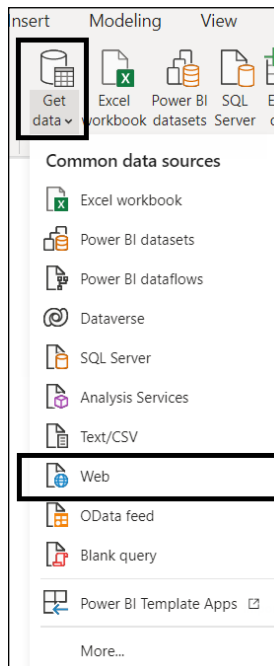 nsert Modeling View
Get Excel Power BI SQL E
data workbook datasets Server
Common data sources
Excel workbook
Power BI datasets
Power BI dataflows
Dataverse
SQL Server
Analysis Services
Text/CSV
Web
OData feed
Blank query
Power BI Template Apps
More...